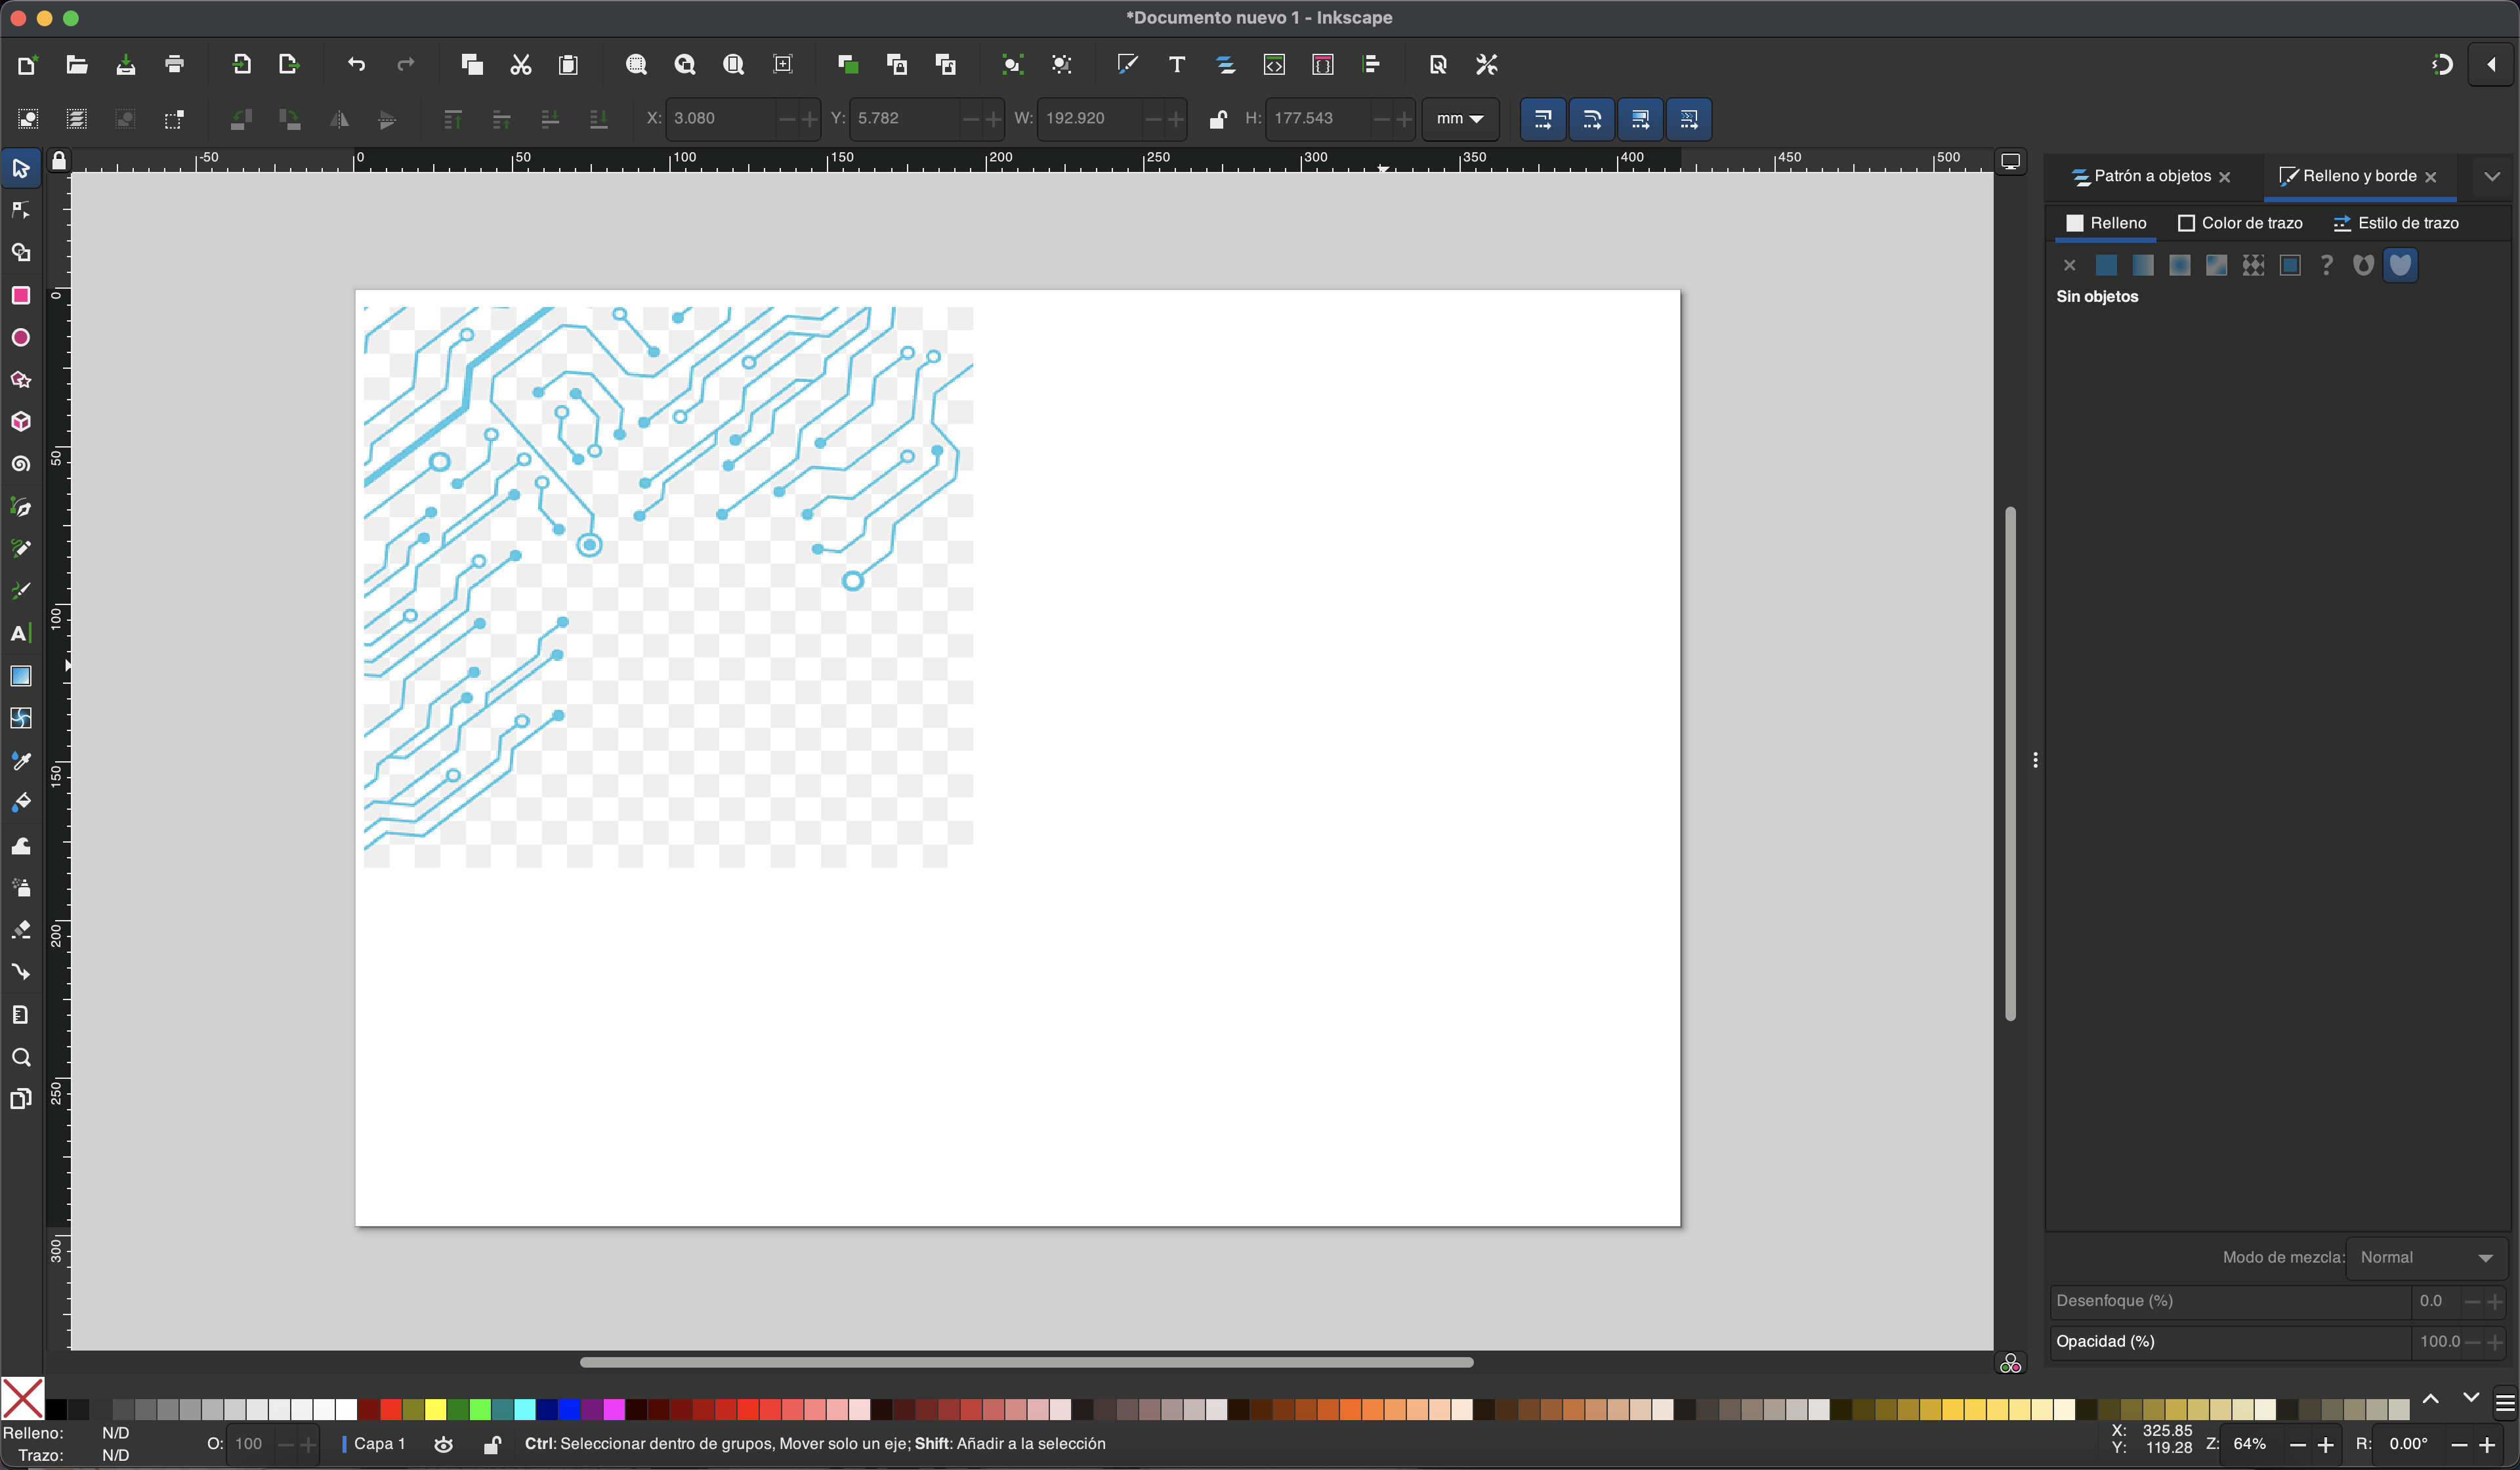 *Documento nuevo 1 - Inkscape
X: 3.080 Y: 5.782 W: 192.920 H: 177.543 mm
-50 0 50 100 150 200 250 300 350 400 450 500
Patrón a objetos Relleno y borde
Relleno Color de trazo Estilo de trazo
Sin objetos
0
50
100
150
200
250
300
A
Modo de mezcla: Normal
Desenfoque (%) 0.0
Opacidad (%) 100.0
Relleno: N/D
Trazo: N/D
O: 100
Capa 1
Ctrl: Seleccionar dentro de grupos, Mover solo un eje; Shift: Añadir a la selección
X: 325.85
Y: 119.28
Z: 64%
R: 0.00°